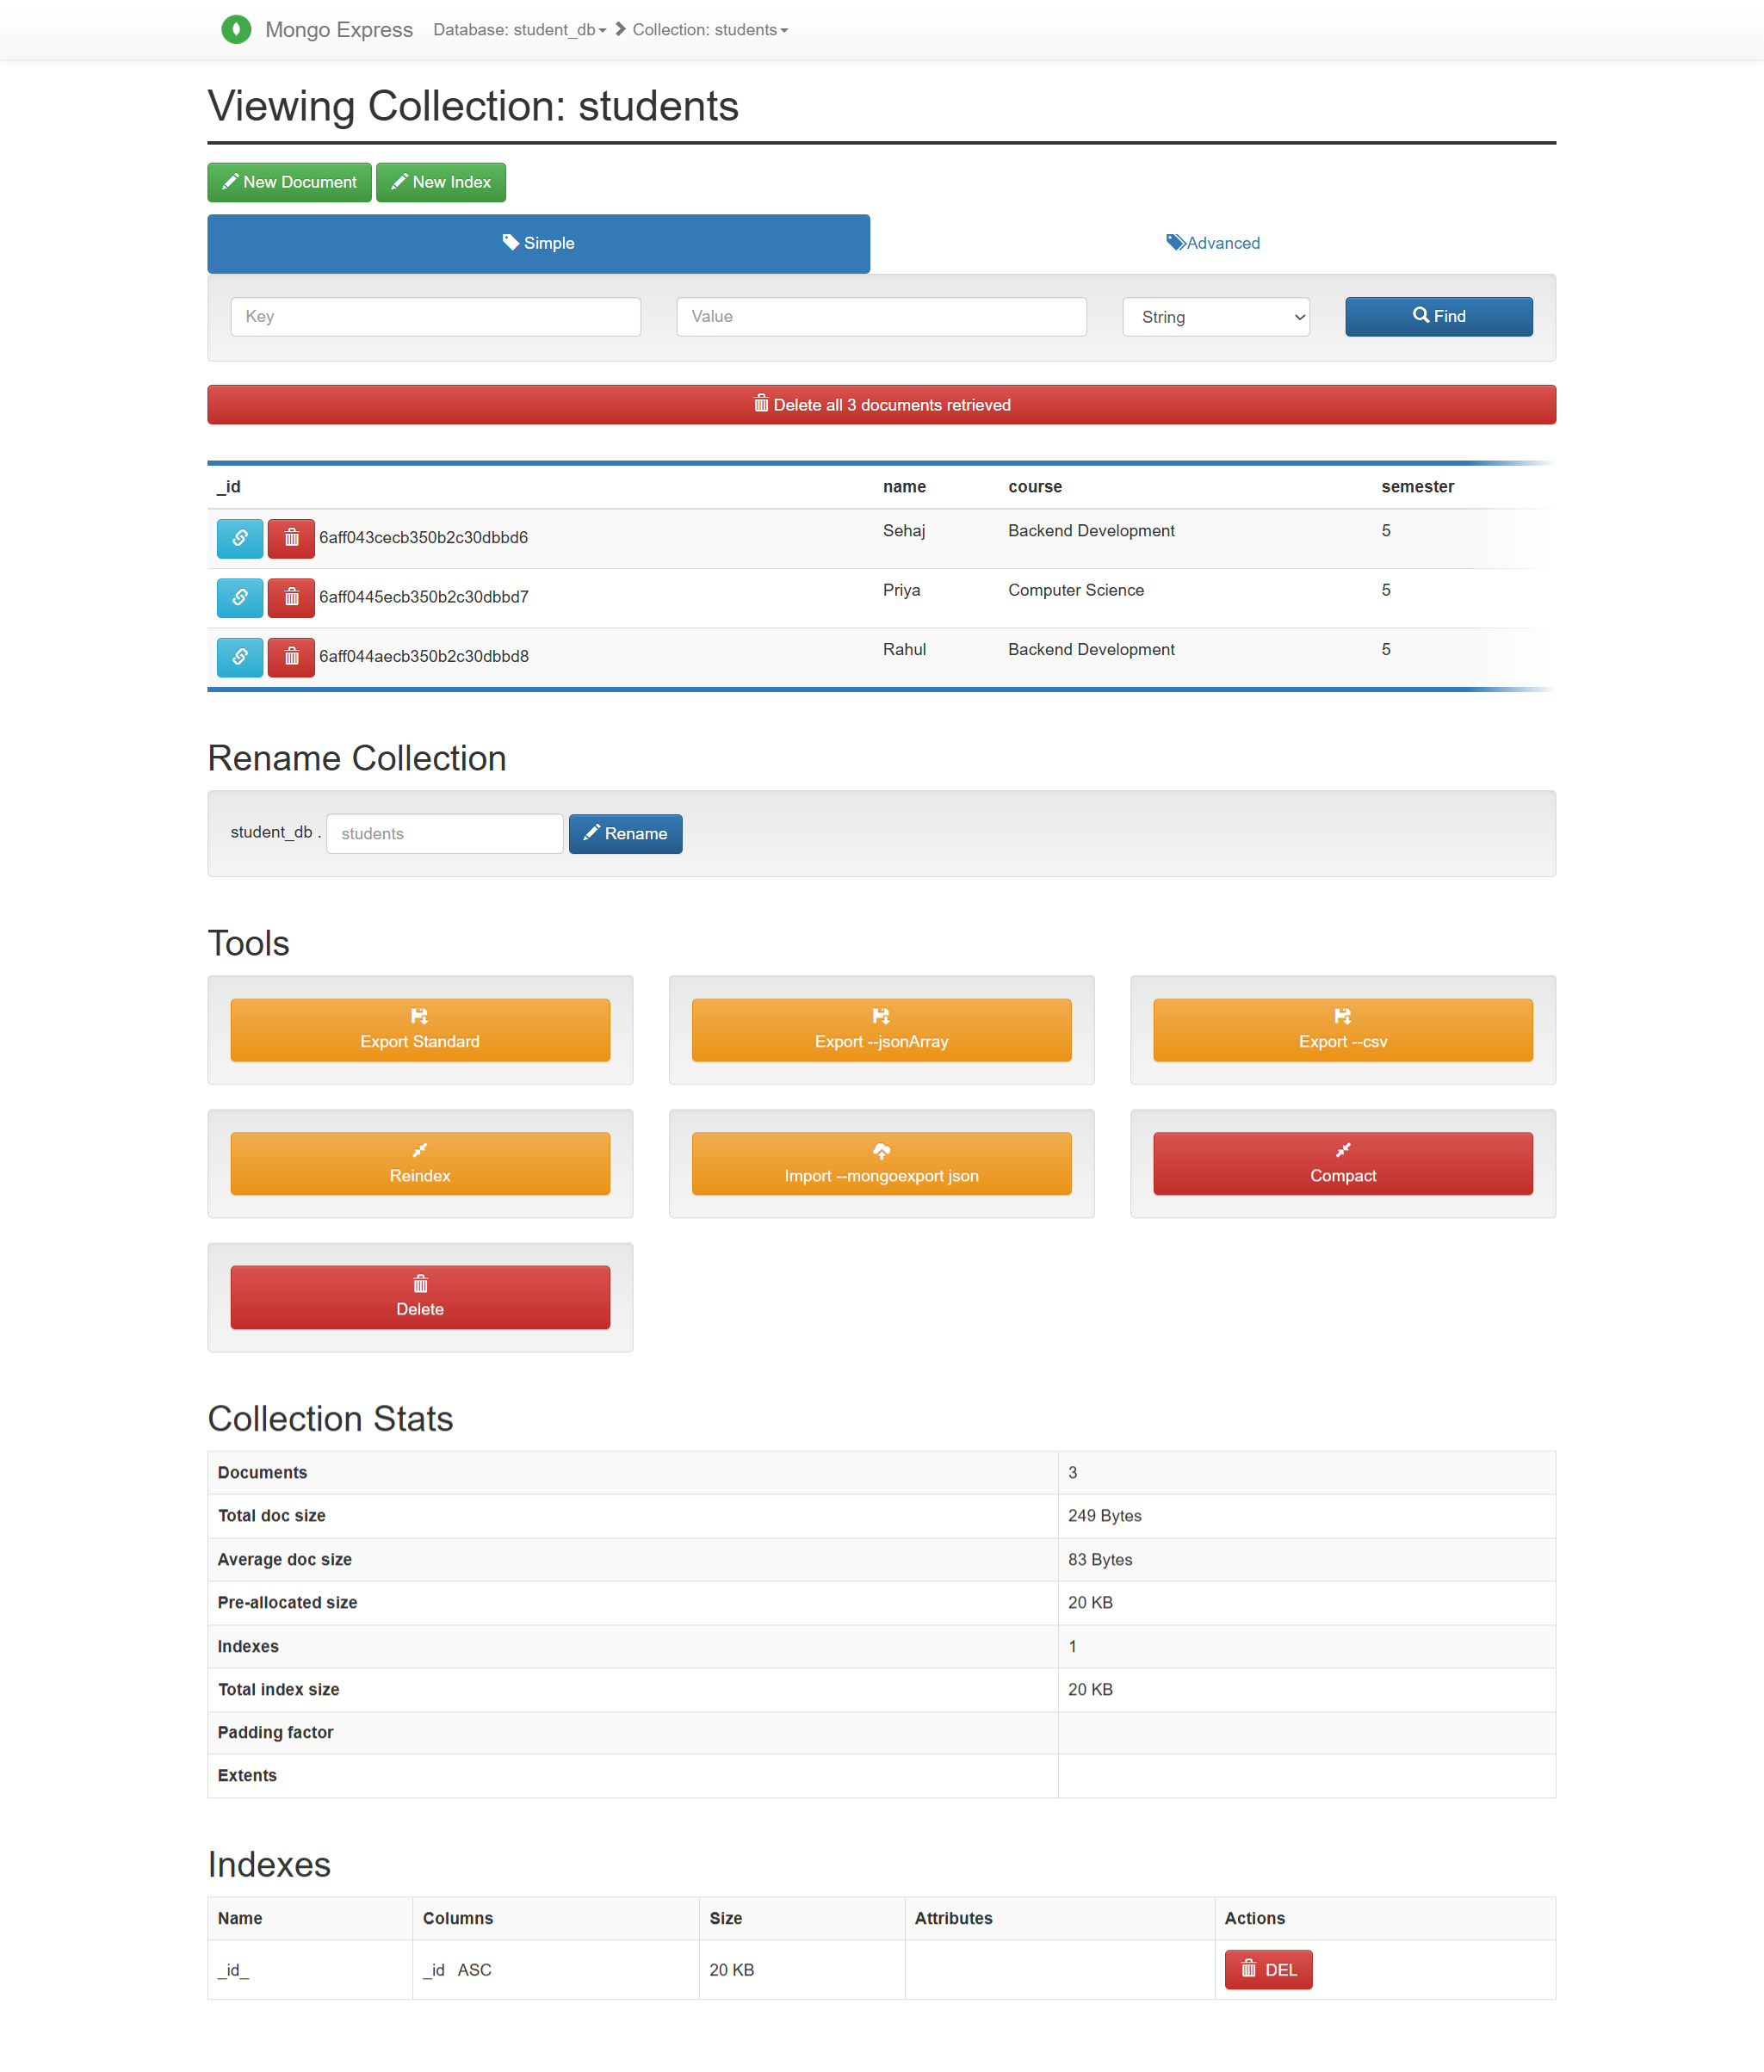 Mongo Express Database: student_db Collection: students
Viewing Collection: students
New Document New Index
Simple Advanced
Key Value String Find
Delete all 3 documents retrieved
_id name course semester
6aff043cecb350b2c30dbbd6 Sehaj Backend Development 5
6aff0445ecb350b2c30dbbd7 Priya Computer Science 5
6aff044aecb350b2c30dbbd8 Rahul Backend Development 5
Rename Collection
student_db . students Rename
Tools
Export Standard Export --jsonArray Export --csv
Reindex Import --mongoexport json Compact
Delete
Collection Stats
Documents 3
Total doc size 249 Bytes
Average doc size 83 Bytes
Pre-allocated size 20 KB
Indexes 1
Total index size 20 KB
Padding factor
Extents
Indexes
Name Columns Size Attributes Actions
_id_ _id ASC 20 KB DEL